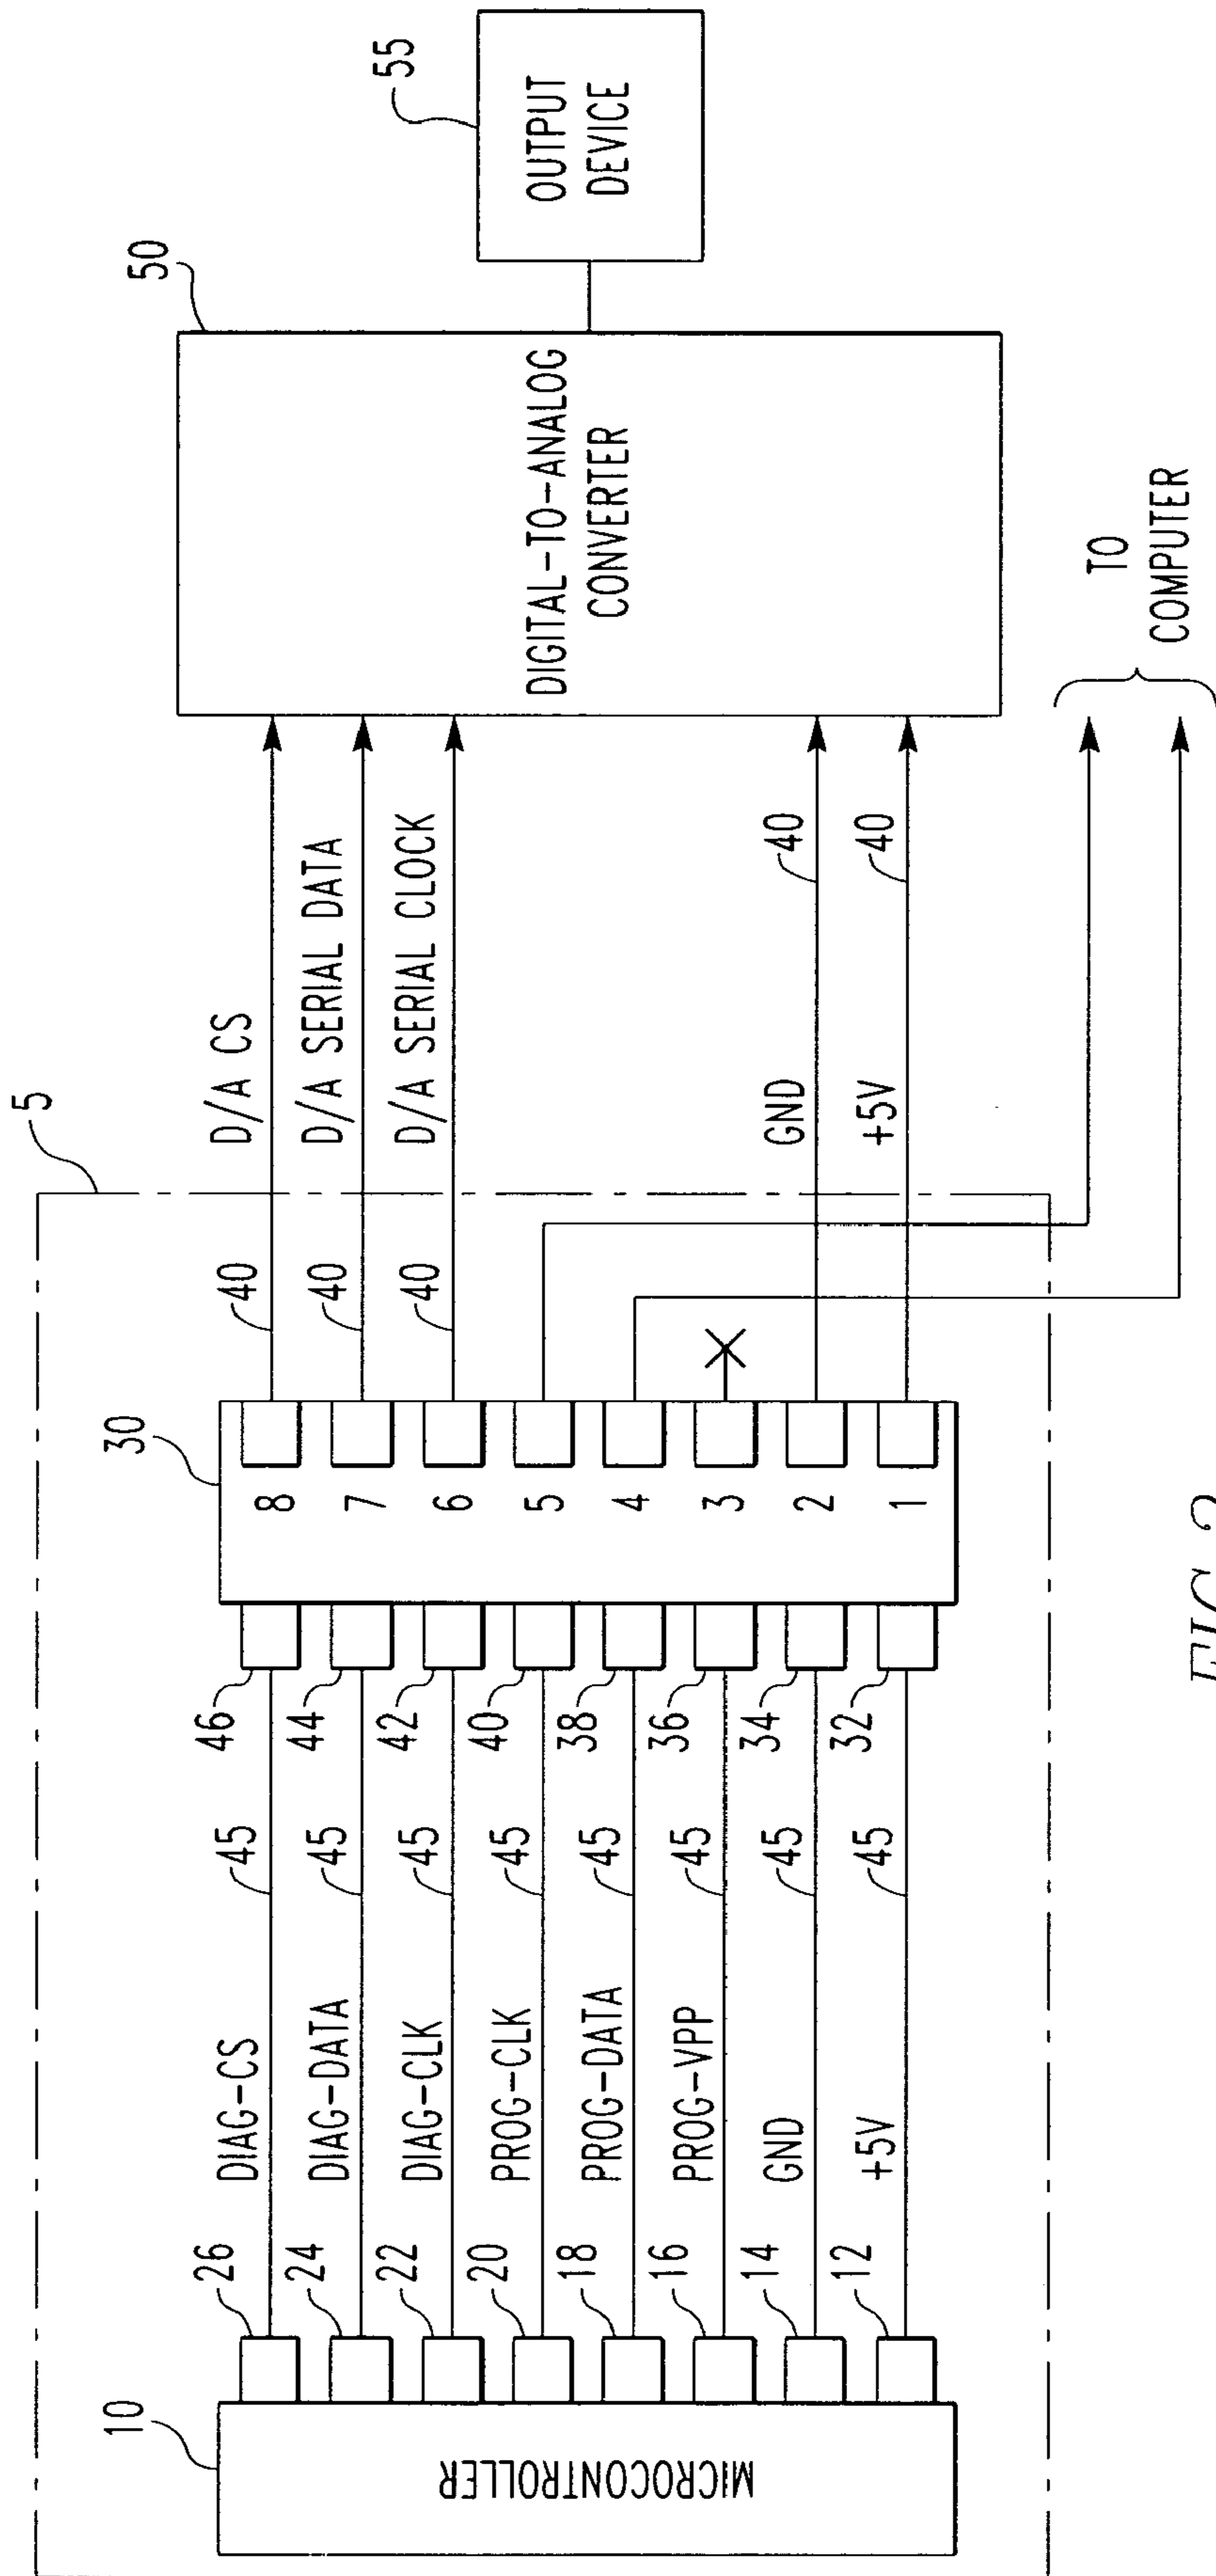 5
10
MICROCONTROLLER
26
24
22
20
18
16
14
12
DIAG-CS
DIAG-DATA
DIAG-CLK
PROG-CLK
PROG-DATA
PROG-VPP
GND
+5V
45
45
45
45
45
45
45
45
46
44
42
40
38
36
34
32
30
8
7
6
5
4
3
2
1
40
40
40
D/A CS
D/A SERIAL DATA
D/A SERIAL CLOCK
GND
+5V
40
40
50
DIGITAL-TO-ANALOG
CONVERTER
55
OUTPUT
DEVICE
TO
COMPUTER